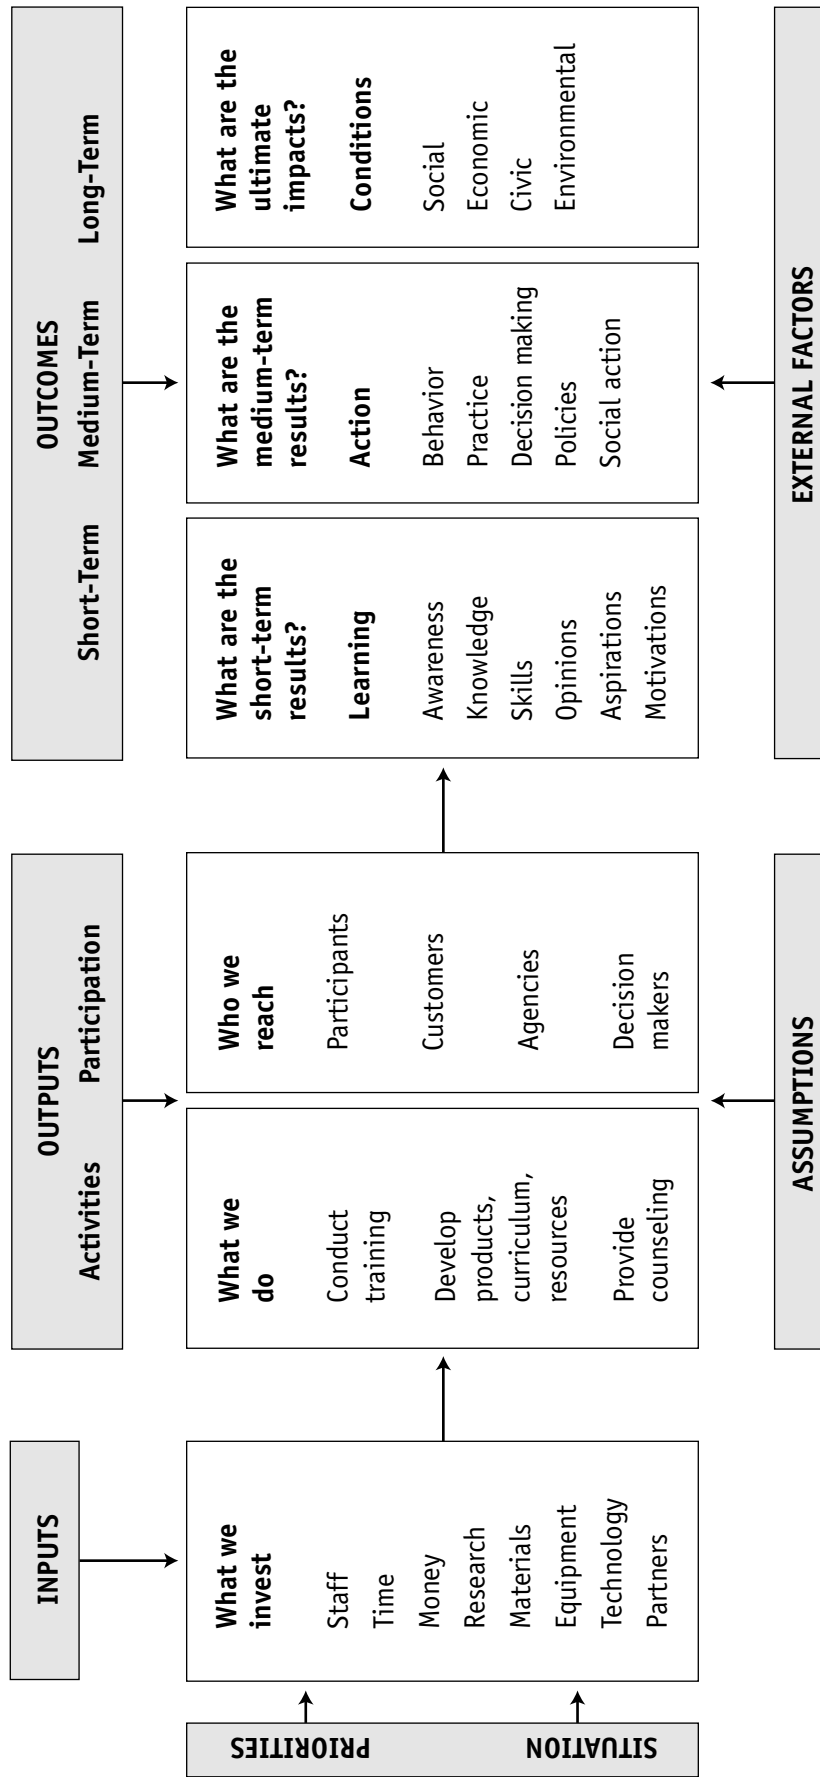 INPUTS
OUTPUTS
Activities Participation
OUTCOMES
Short-Term Medium-Term Long-Term
PRIORITIES
SITUATION
What we
invest
Staff
Time
Money
Research
Materials
Equipment
Technology
Partners
What we
do
Conduct
training
Develop
products,
curriculum,
resources
Provide
counseling
Who we
reach
Participants
Customers
Agencies
Decision
makers
What are the
short-term
results?
Learning
Awareness
Knowledge
Skills
Opinions
Aspirations
Motivations
What are the
medium-term
results?
Action
Behavior
Practice
Decision making
Policies
Social action
What are the
ultimate
impacts?
Conditions
Social
Economic
Civic
Environmental
ASSUMPTIONS
EXTERNAL FACTORS